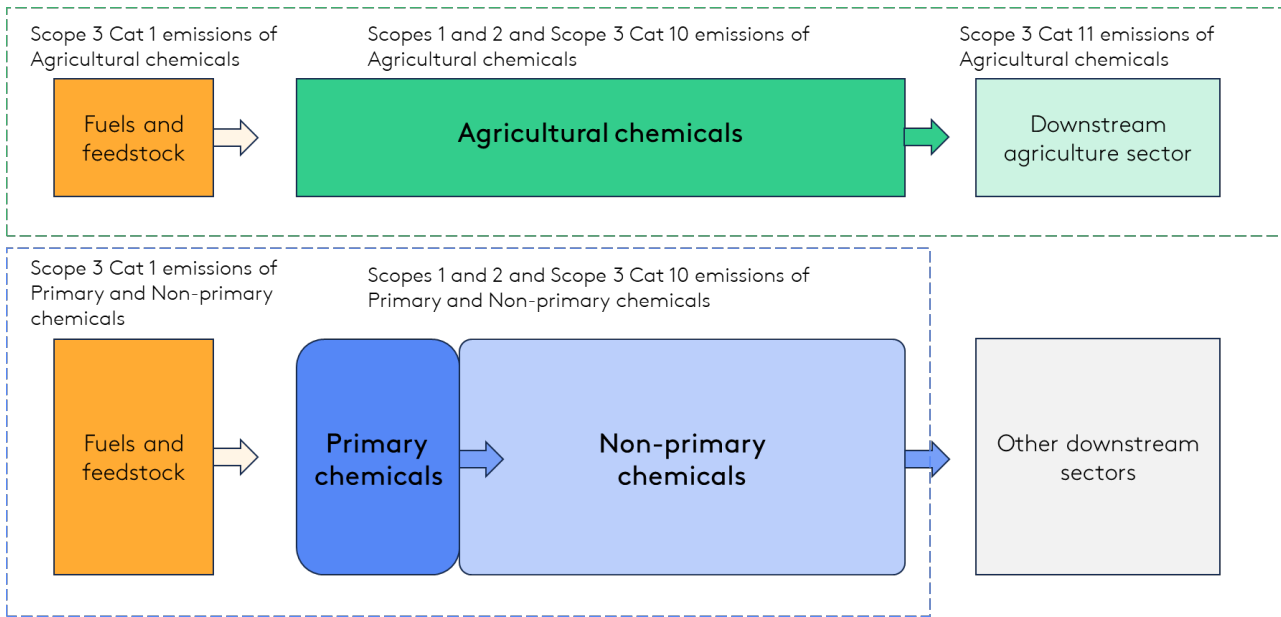 Scope 3 Cat 1 emissions of
Agricultural chemicals
Scopes 1 and 2 and Scope 3 Cat 10 emissions of
Agricultural chemicals
Scope 3 Cat 11 emissions of
Agricultural chemicals
Fuels and
feedstock
Agricultural chemicals
Downstream
agriculture sector
Scope 3 Cat 1 emissions of
Primary and Non-primary
chemicals
Scopes 1 and 2 and Scope 3 Cat 10 emissions of
Primary and Non-primary chemicals
Fuels and
feedstock
Primary
chemicals
Non-primary
chemicals
Other downstream
sectors